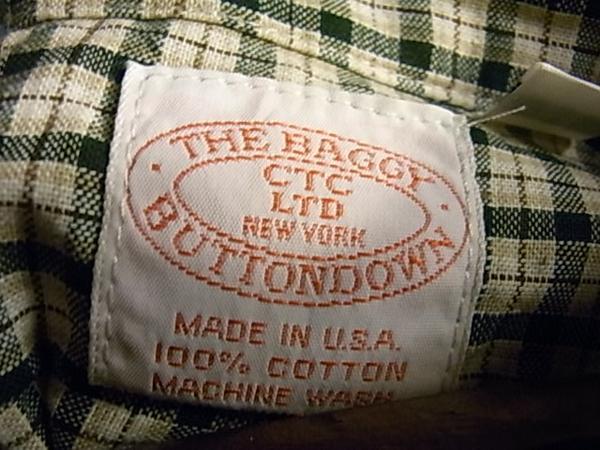 THE BAGGY
CTC
LTD
NEW YORK
BUTTONDOWN
MADE IN U.S.A.
100% COTTON
MACHINE WASH